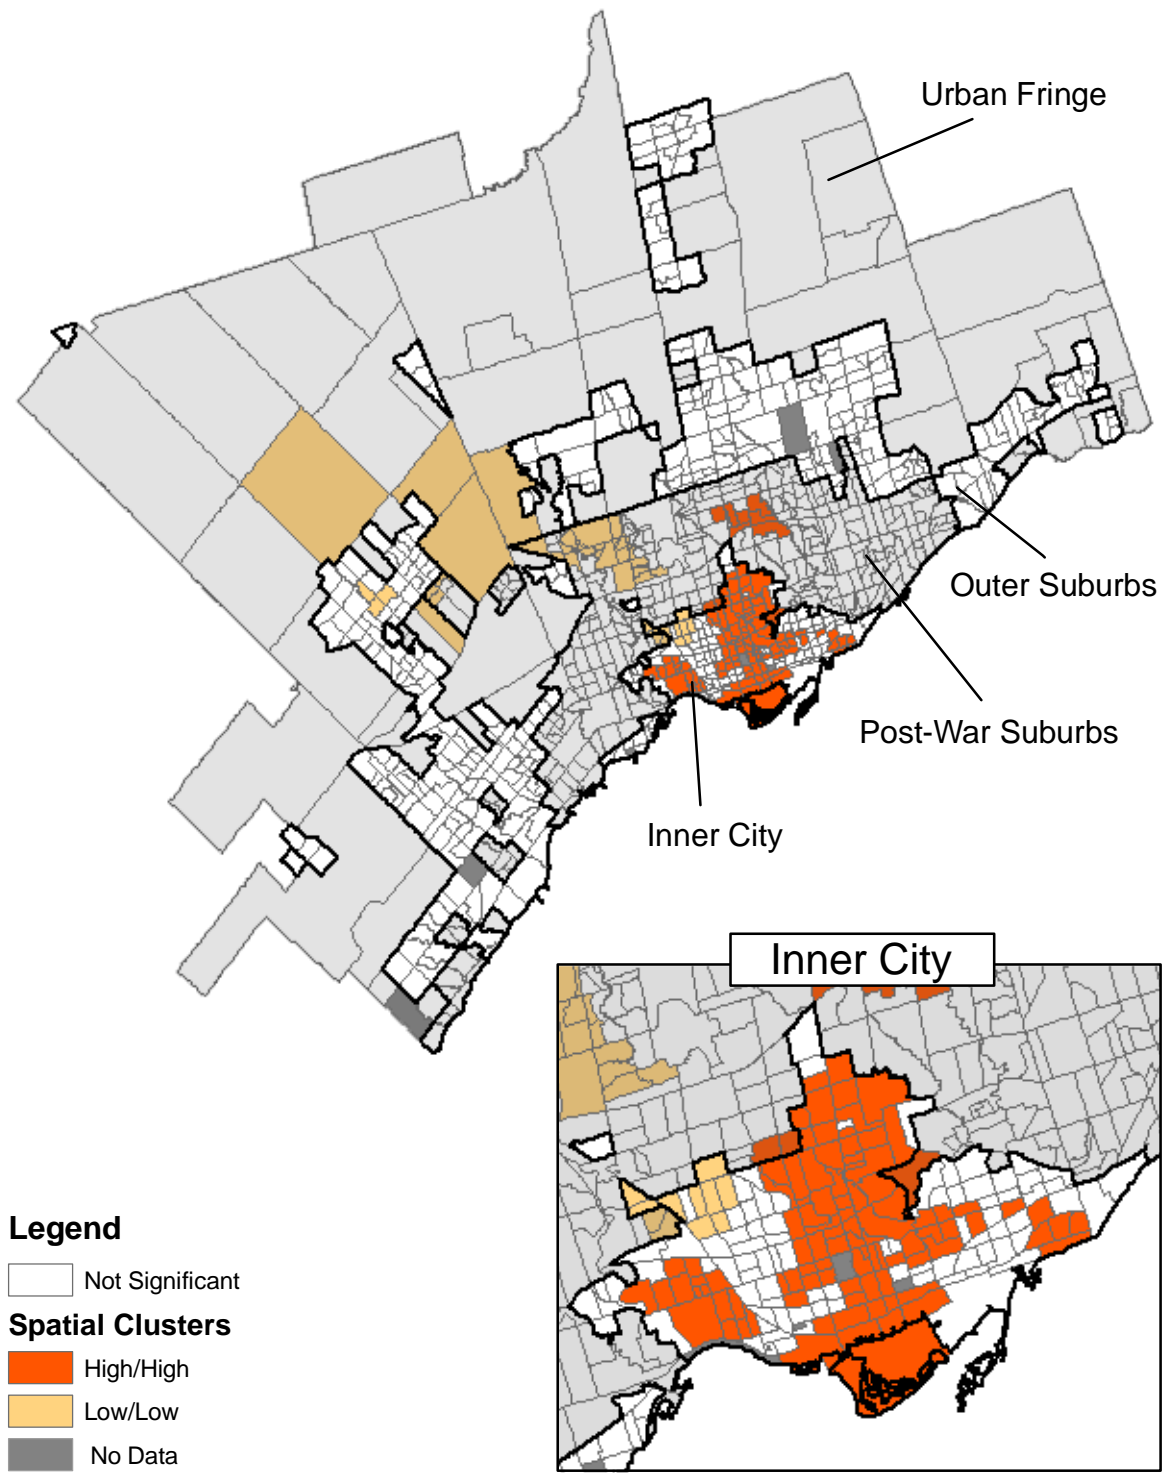 Urban Fringe
Outer Suburbs
Post-War Suburbs
Inner City
Inner City
Legend
Not Significant
Spatial Clusters
High/High
Low/Low
No Data